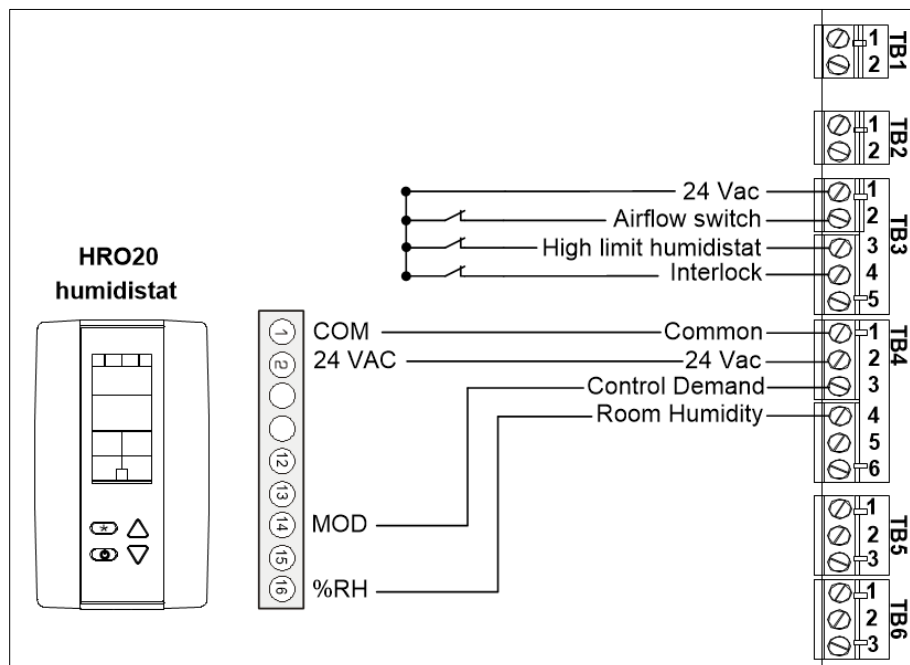 HRO20
humidistat
1 COM
2 24 VAC
12
13
14 MOD
15
16 %RH
24 Vac
Airflow switch
High limit humidistat
Interlock
Common
24 Vac
Control Demand
Room Humidity
TB1
1
2
TB2
1
2
TB3
1
2
3
4
5
TB4
1
2
3
4
5
6
TB5
1
2
3
TB6
1
2
3